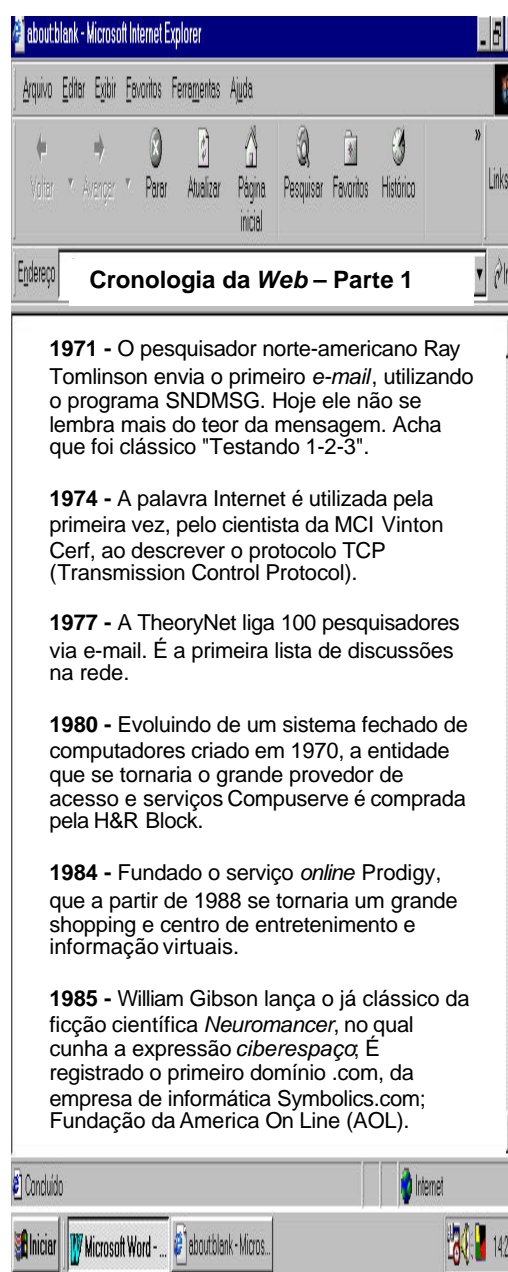 about:blank - Microsoft Internet Explorer
Arquivo Editar Exibir Favoritos Ferramentas Ajuda
Voltar Avançar Parar Atualizar Página inicial Pesquisar Favoritos Histórico » Links
Endereço Cronologia da Web – Parte 1
1971 - O pesquisador norte-americano Ray
Tomlinson envia o primeiro e-mail, utilizando
o programa SNDMSG. Hoje ele não se
lembra mais do teor da mensagem. Acha
que foi clássico "Testando 1-2-3".
1974 - A palavra Internet é utilizada pela
primeira vez, pelo cientista da MCI Vinton
Cerf, ao descrever o protocolo TCP
(Transmission Control Protocol).
1977 - A TheoryNet liga 100 pesquisadores
via e-mail. É a primeira lista de discussões
na rede.
1980 - Evoluindo de um sistema fechado de
computadores criado em 1970, a entidade
que se tornaria o grande provedor de
acesso e serviços Compuserve é comprada
pela H&R Block.
1984 - Fundado o serviço online Prodigy,
que a partir de 1988 se tornaria um grande
shopping e centro de entretenimento e
informação virtuais.
1985 - William Gibson lança o já clássico da
ficção científica Neuromancer, no qual
cunha a expressão ciberespaço; É
registrado o primeiro domínio .com, da
empresa de informática Symbolics.com;
Fundação da America On Line (AOL).
Concluído Internet
Iniciar Microsoft Word - ... about:blank - Micros...